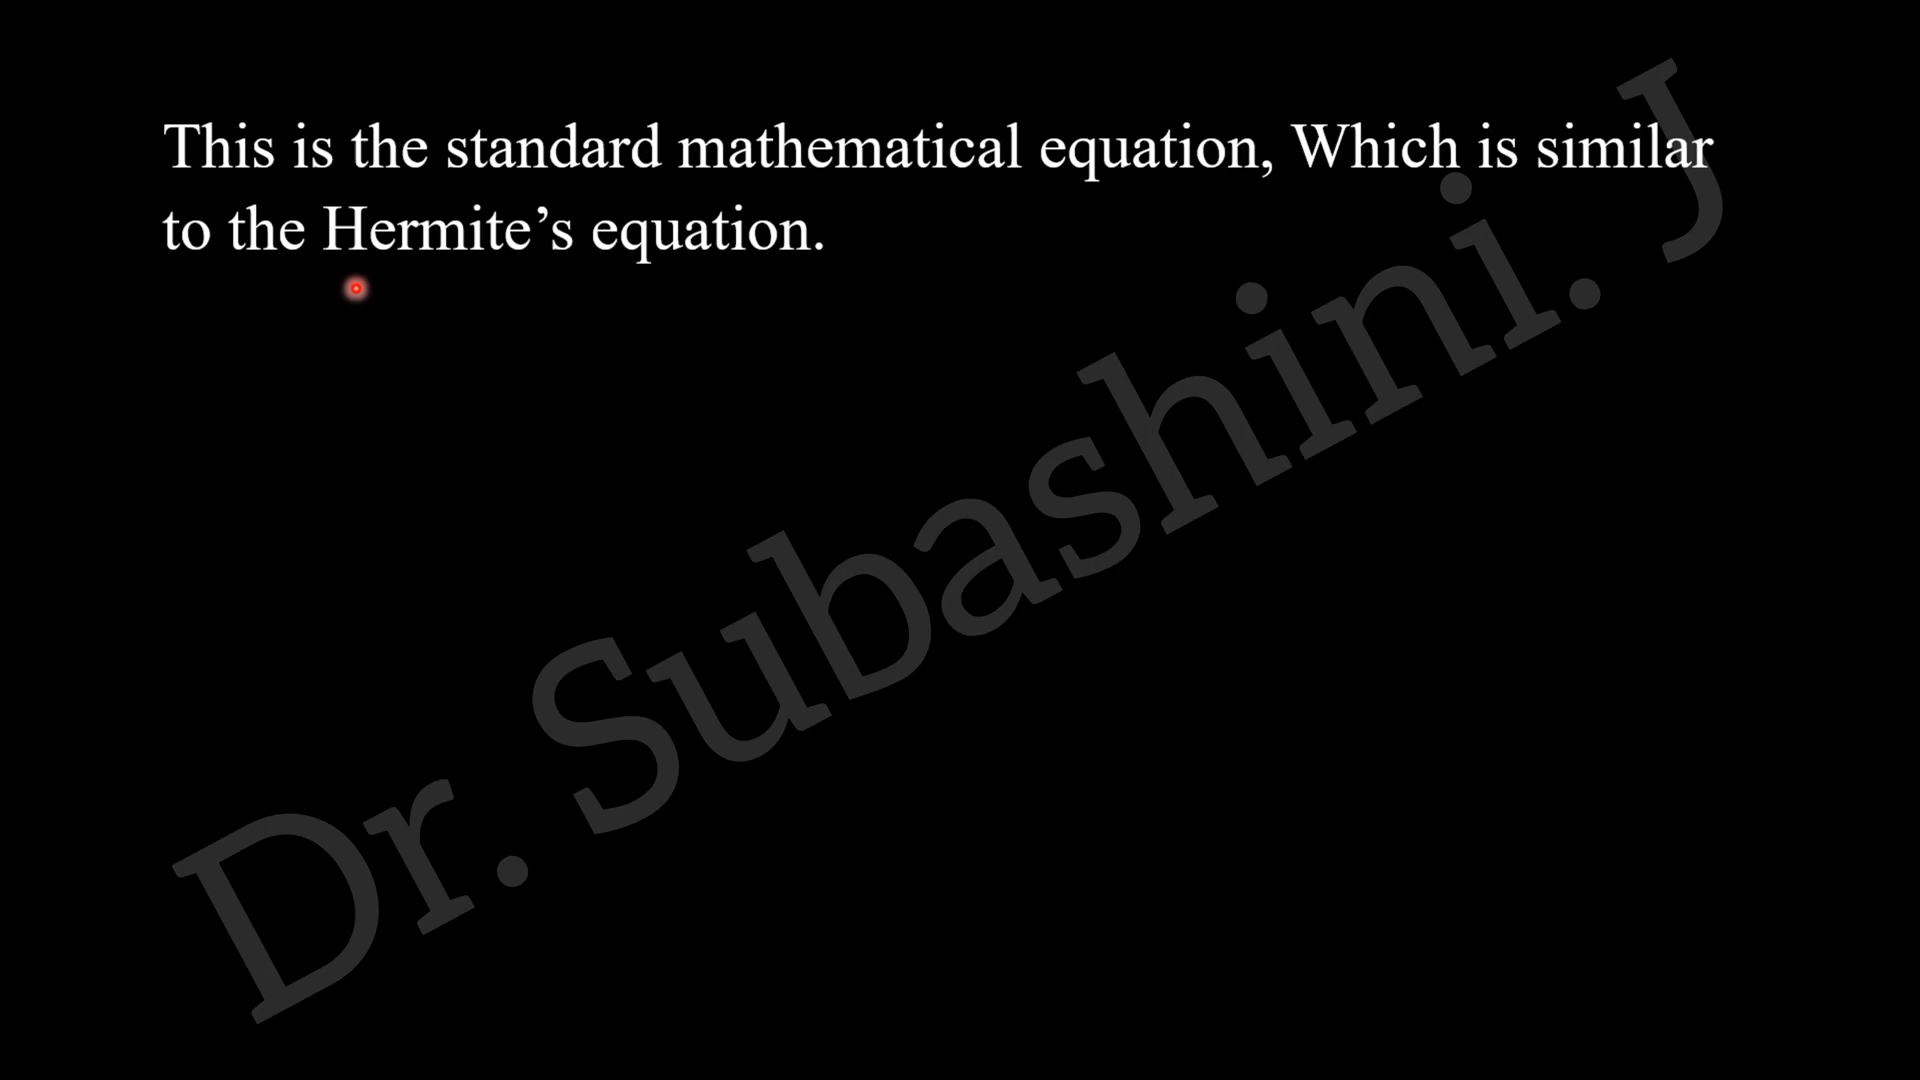 This is the standard mathematical equation, Which is similar
to the Hermite’s equation.
Dr. Subashini. J